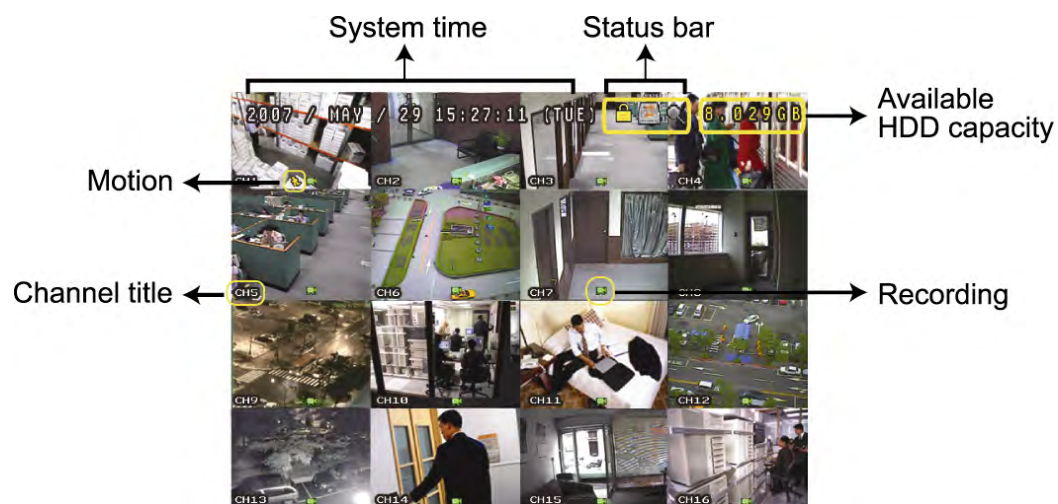 System time
Status bar
2007 / MAY / 29 15:27:11 (TUE)
8.029GB
Available
HDD capacity
Motion
CH1
CH2
CH3
CH4
Channel title
CH5
CH6
CH7
CH8
Recording
CH9
CH10
CH11
CH12
CH13
CH14
CH15
CH16